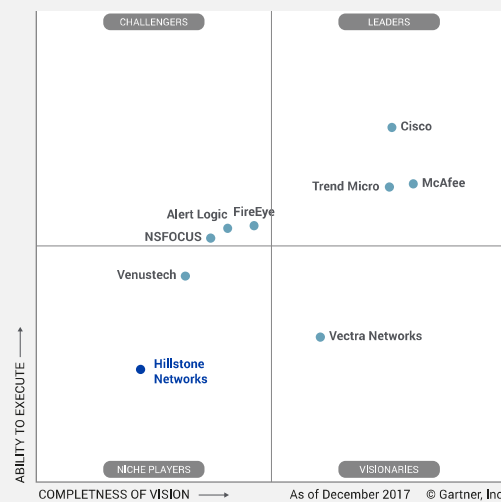 CHALLENGERS
LEADERS
Cisco
Trend Micro
McAfee
Alert Logic
FireEye
NSFOCUS
Venustech
Vectra Networks
Hillstone
Networks
ABILITY TO EXECUTE
NICHE PLAYERS
VISIONARIES
COMPLETENESS OF VISION
As of December 2017
© Gartner, Inc